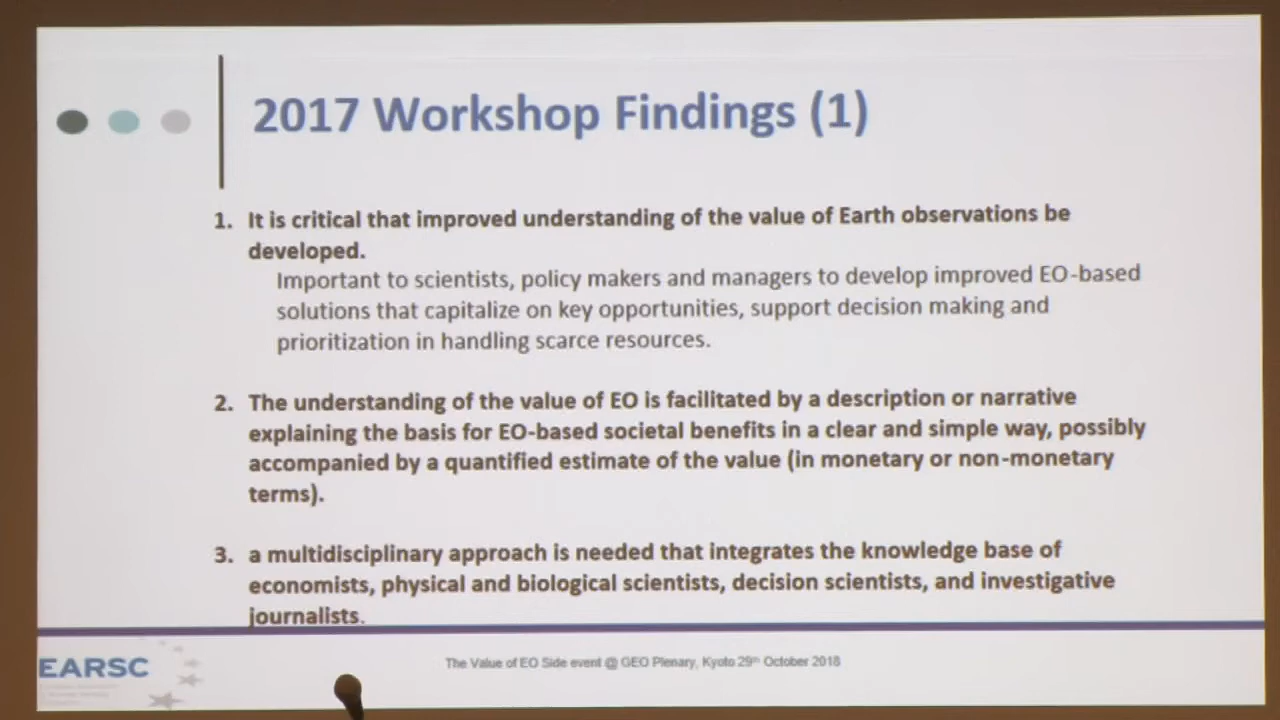 2017 Workshop Findings (1)
1. It is critical that improved understanding of the value of Earth observations be
developed.
Important to scientists, policy makers and managers to develop improved EO-based
solutions that capitalize on key opportunities, support decision making and
prioritization in handling scarce resources.
2. The understanding of the value of EO is facilitated by a description or narrative
explaining the basis for EO-based societal benefits in a clear and simple way, possibly
accompanied by a quantified estimate of the value (in monetary or non-monetary
terms).
3. a multidisciplinary approach is needed that integrates the knowledge base of
economists, physical and biological scientists, decision scientists, and investigative
journalists.
EARSC
The Value of EO Side event @ GEO Plenary, Kyoto 29th October 2018